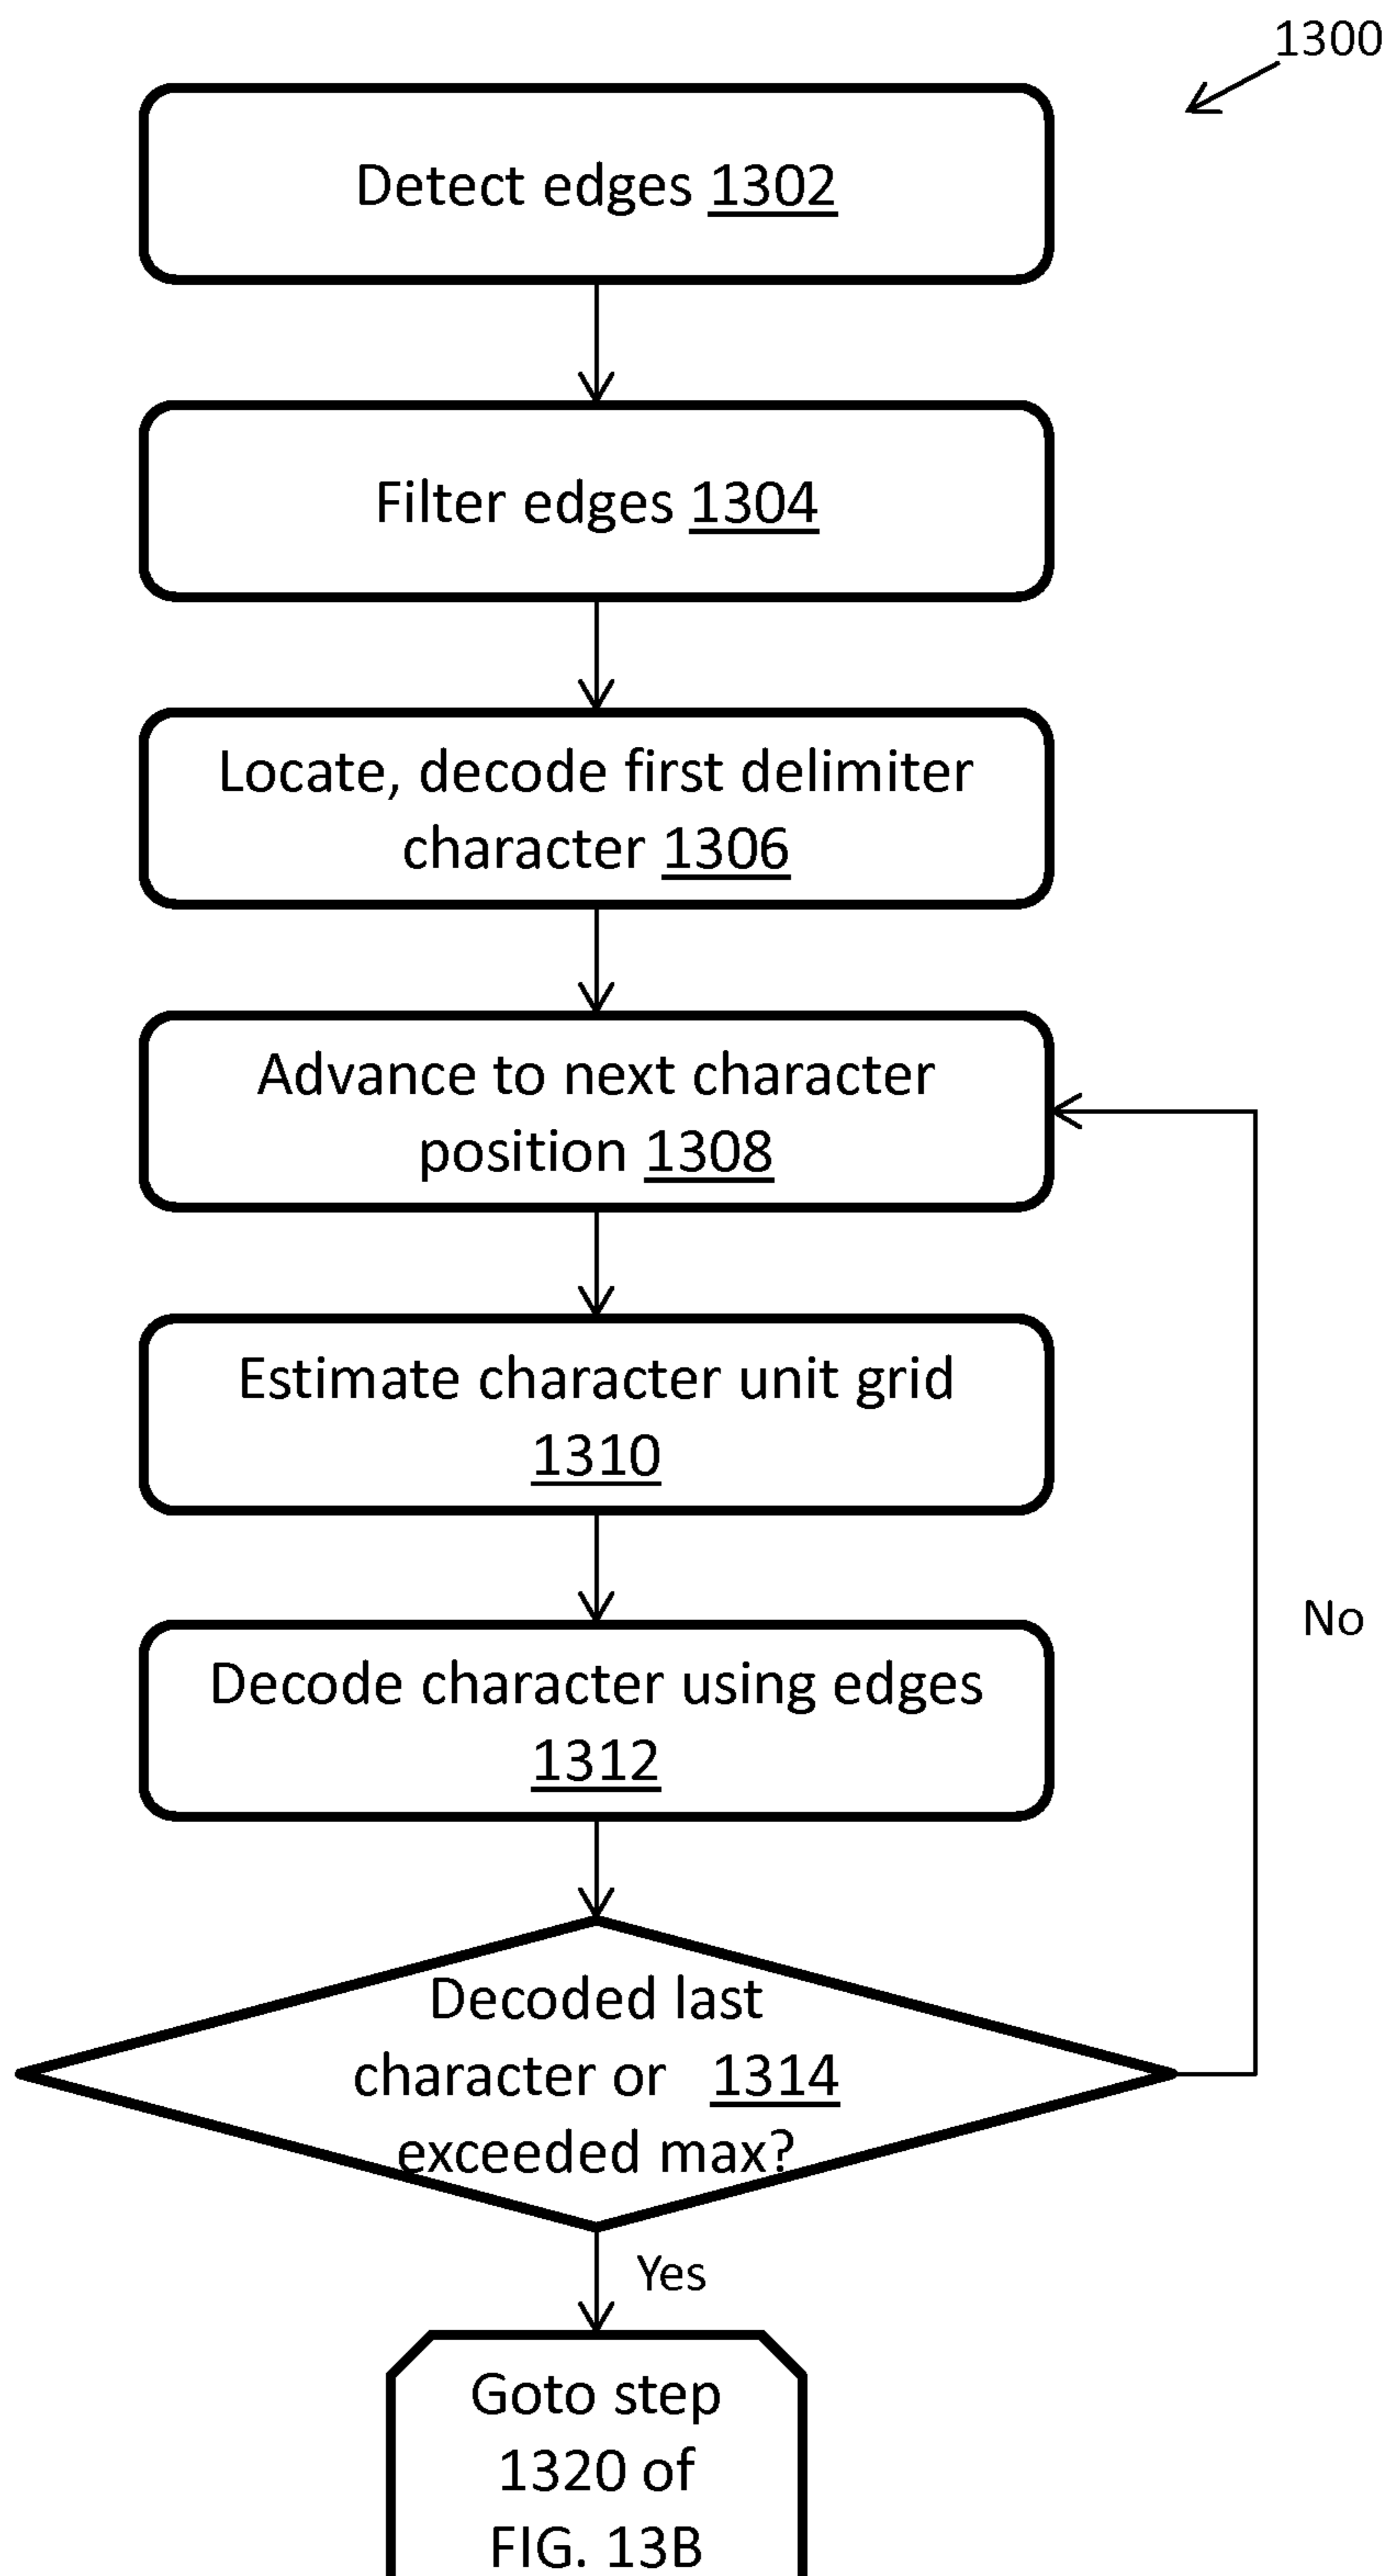 1300
Detect edges 1302
Filter edges 1304
Locate, decode first delimiter
character 1306
Advance to next character
position 1308
Estimate character unit grid
1310
Decode character using edges
1312
No
Decoded last
character or 1314
exceeded max?
Yes
Goto step
1320 of
FIG. 13B